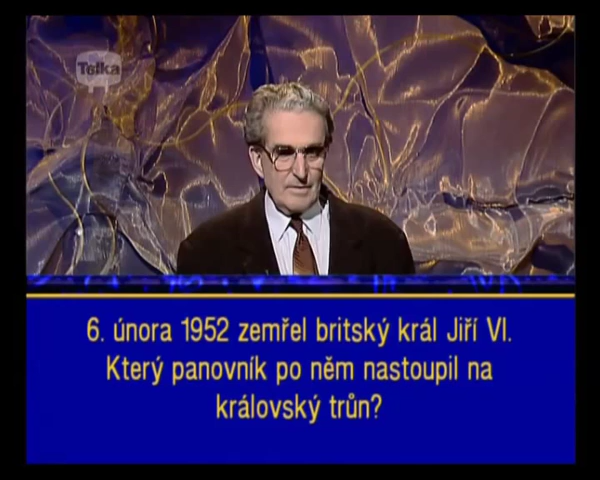 Telka
6. února 1952 zemřel britský král Jiří VI.
Který panovník po něm nastoupil na
královský trůn?